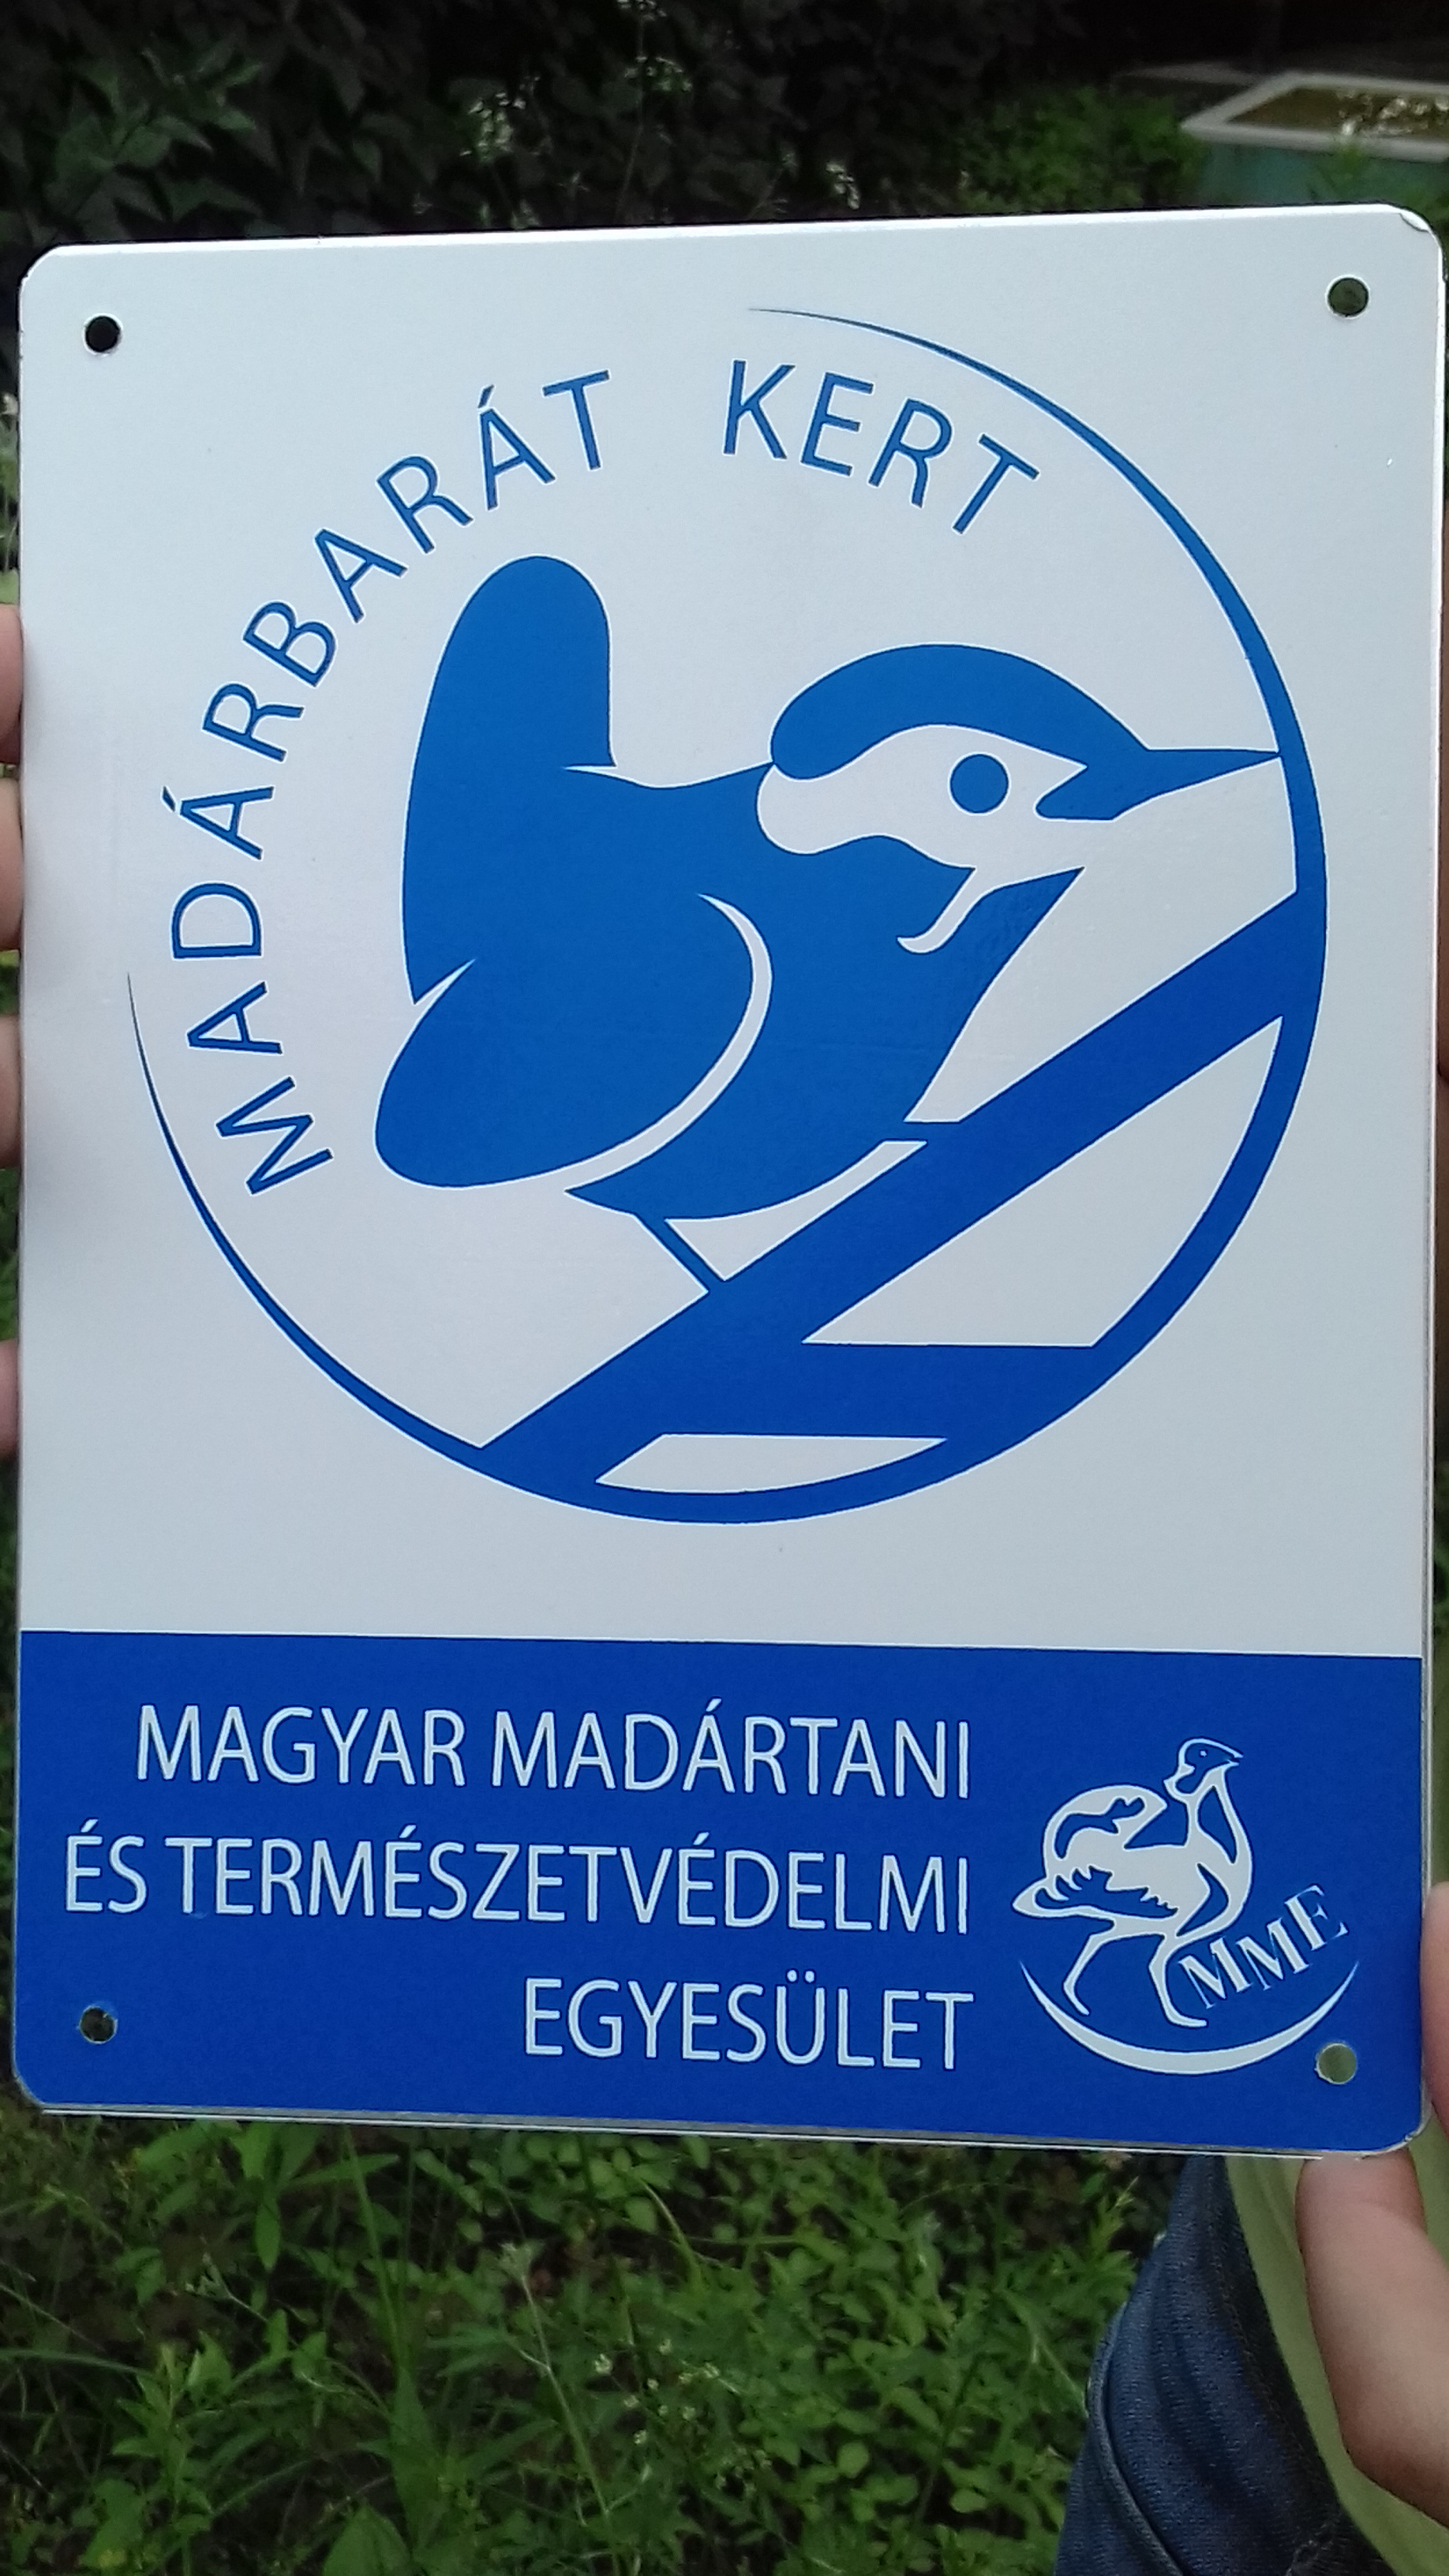 MADÁRBARÁT KERT
MAGYAR MADÁRTANI
ÉS TERMÉSZETVÉDELMI
EGYESÜLET
MME